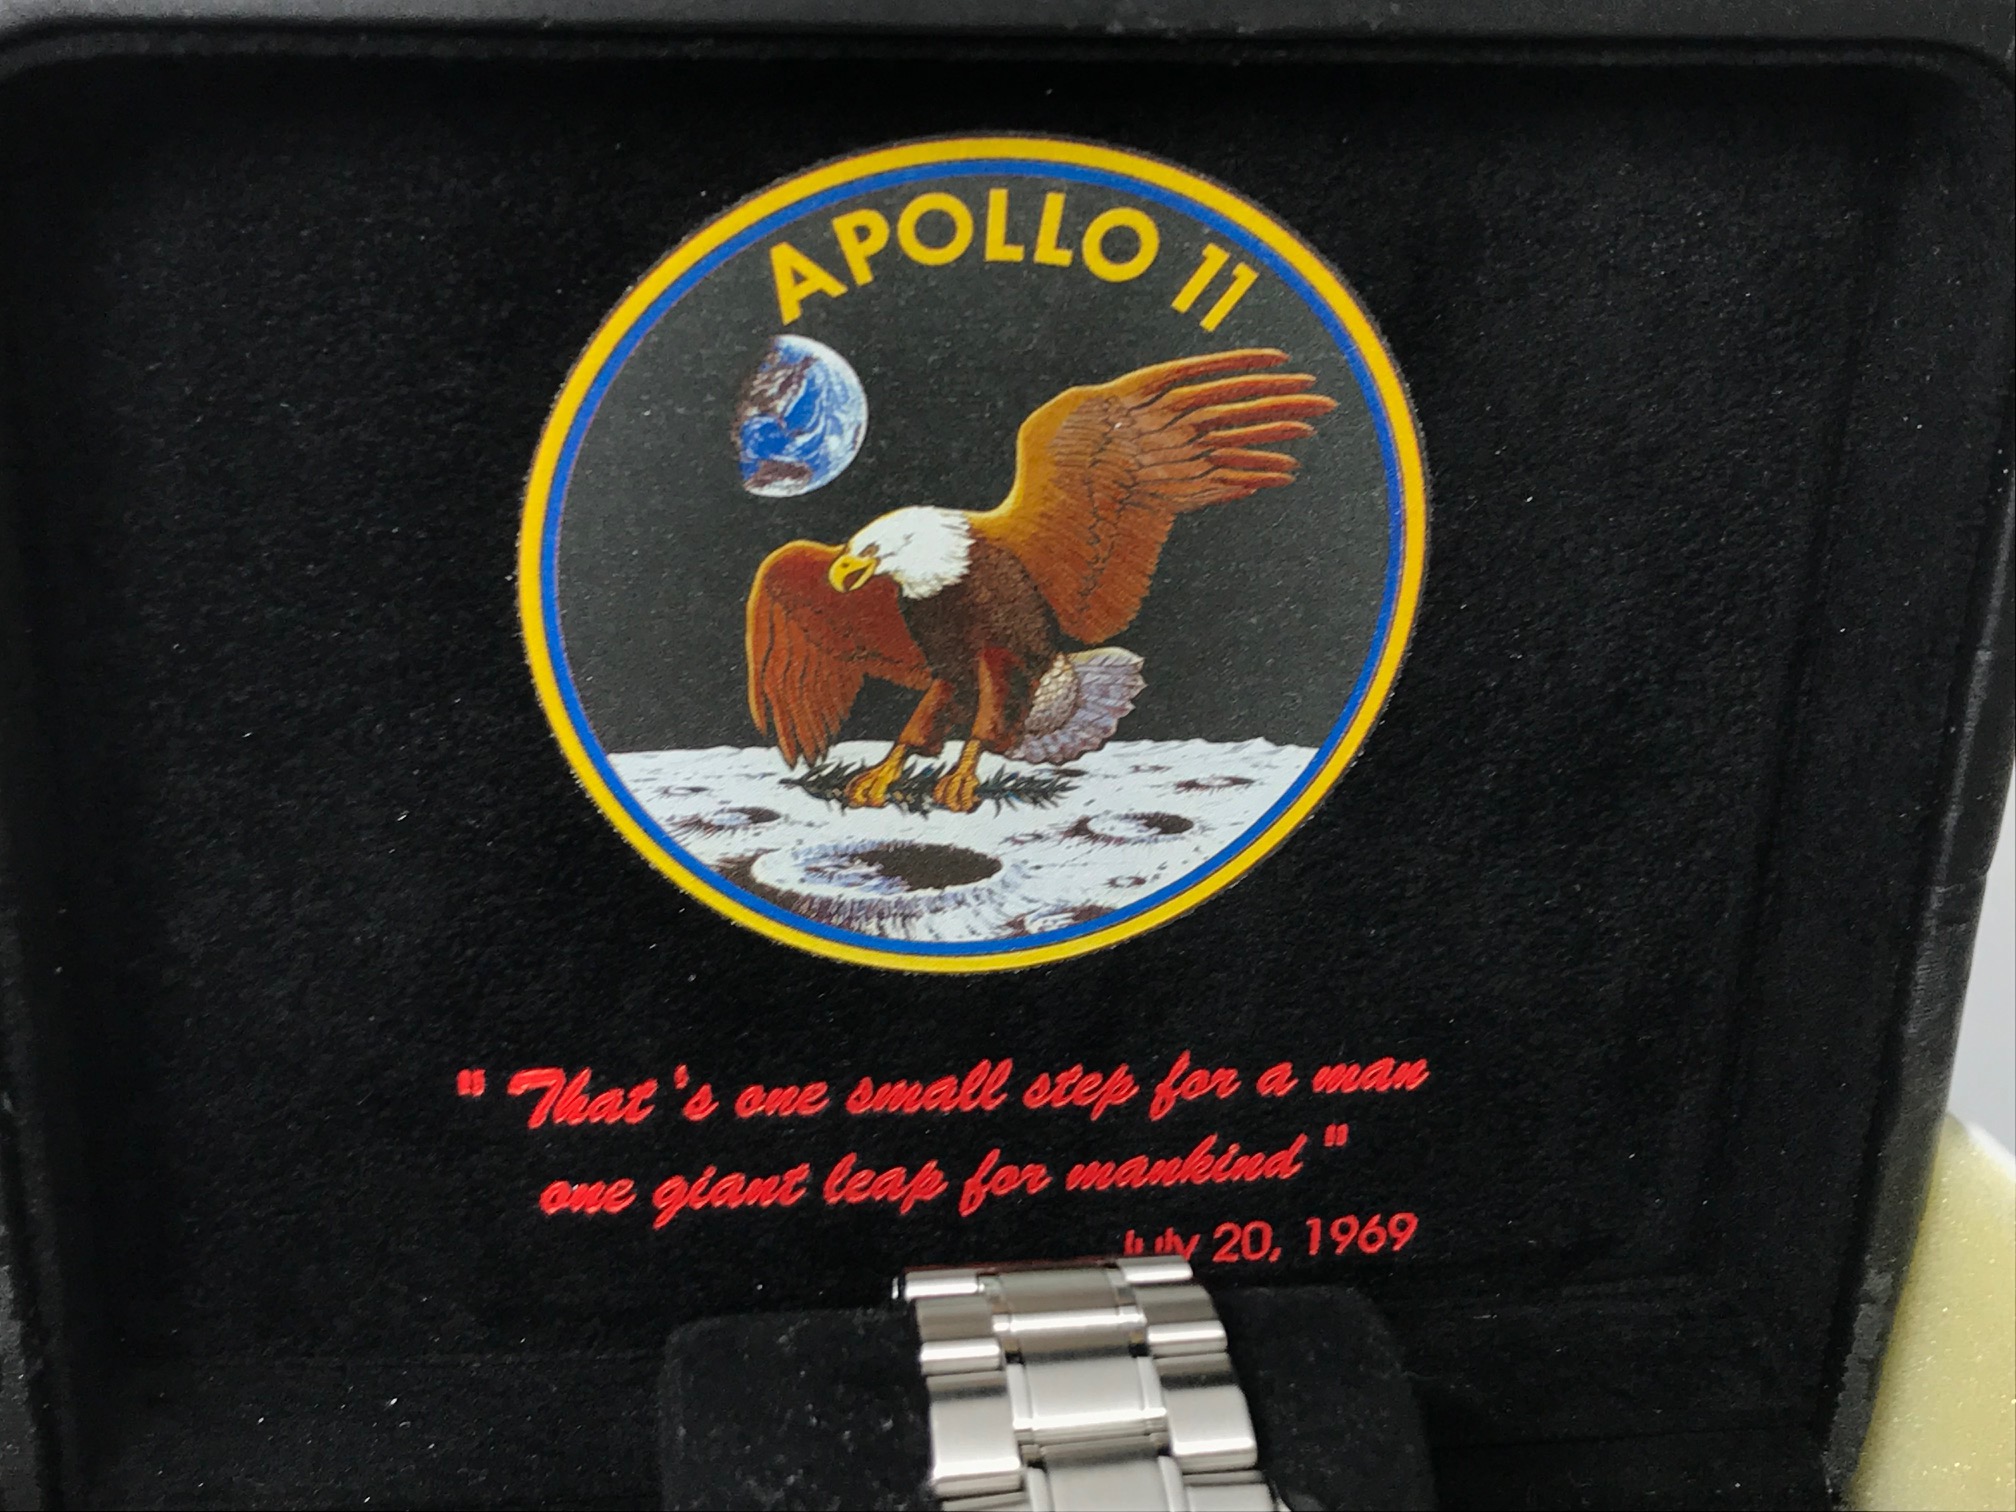 APOLLO 11
" That's one small step for a man
one giant leap for mankind "
July 20, 1969